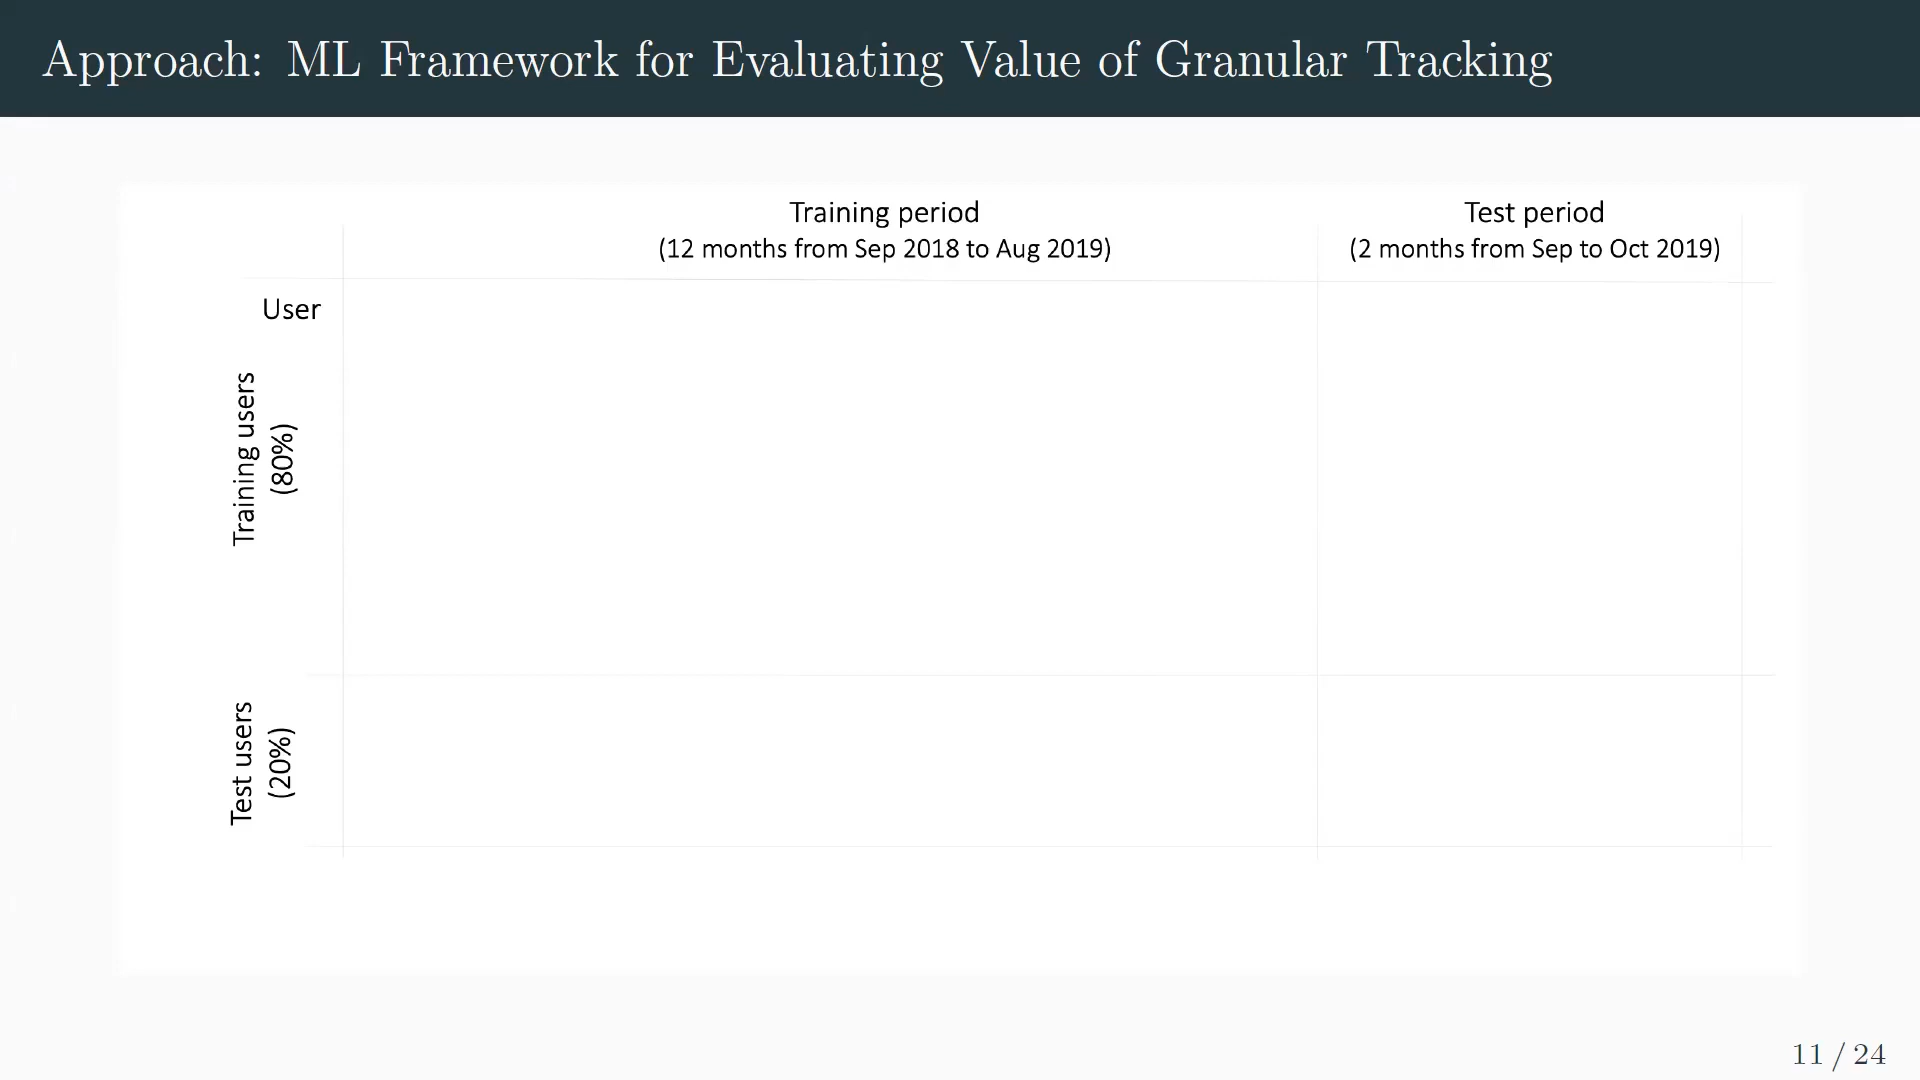 Approach: ML Framework for Evaluating Value of Granular Tracking
Training period
(12 months from Sep 2018 to Aug 2019)
Test period
(2 months from Sep to Oct 2019)
User
Training users
(80%)
Test users
(20%)
11 / 24